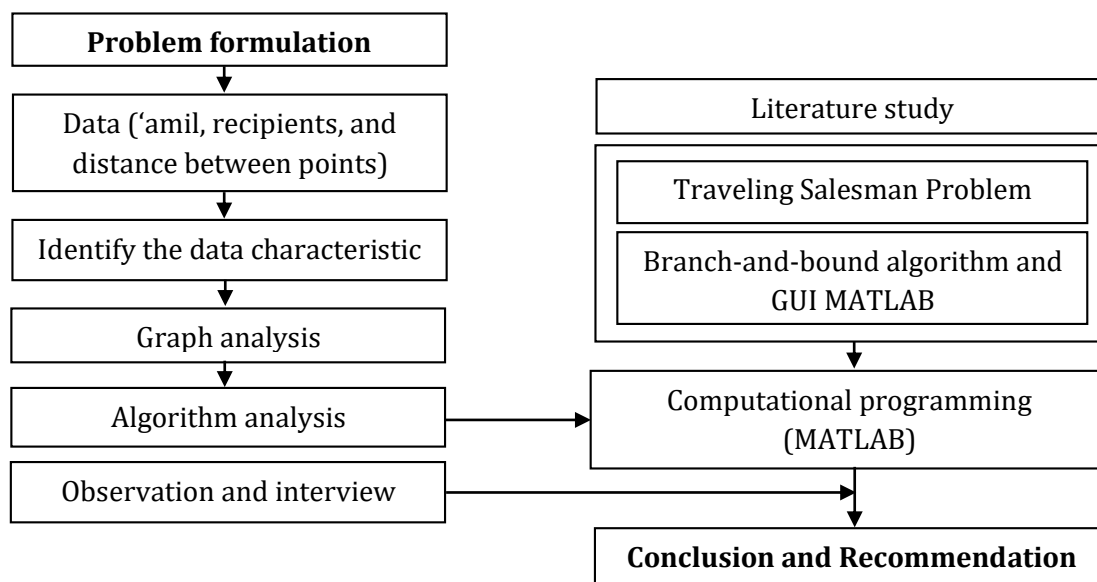 Problem formulation
Data (‘amil, recipients, and
distance between points)
Identify the data characteristic
Graph analysis
Algorithm analysis
Observation and interview
Literature study
Traveling Salesman Problem
Branch-and-bound algorithm and
GUI MATLAB
Computational programming
(MATLAB)
Conclusion and Recommendation